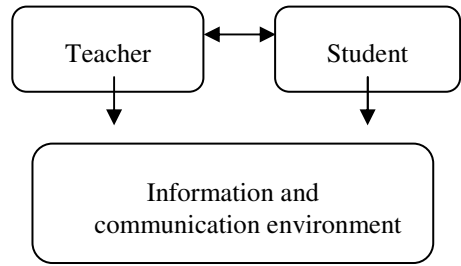 Teacher
Student
Information and
communication environment